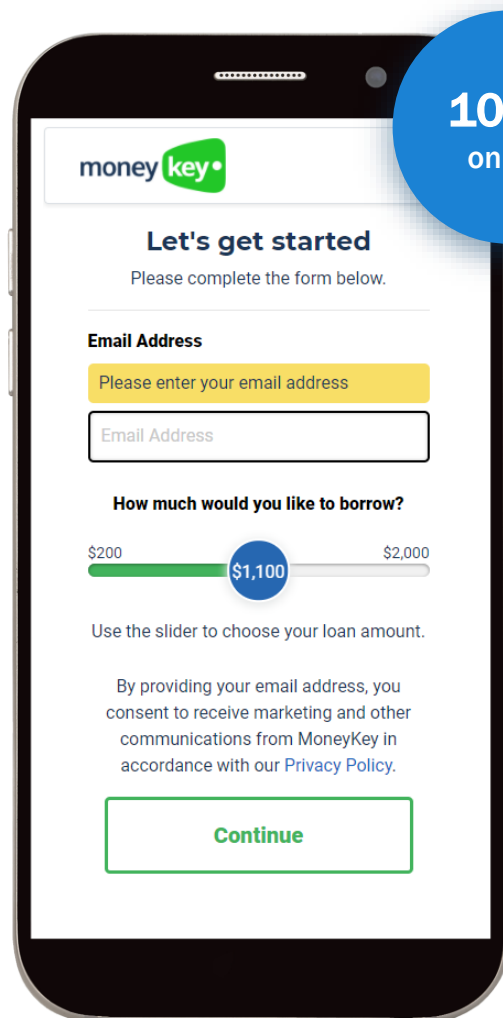 10
on
money key
Let's get started
Please complete the form below.
Email Address
Please enter your email address
Email Address
How much would you like to borrow?
$200
$2,000
$1,100
Use the slider to choose your loan amount.
By providing your email address, you
consent to receive marketing and other
communications from MoneyKey in
accordance with our Privacy Policy.
Continue